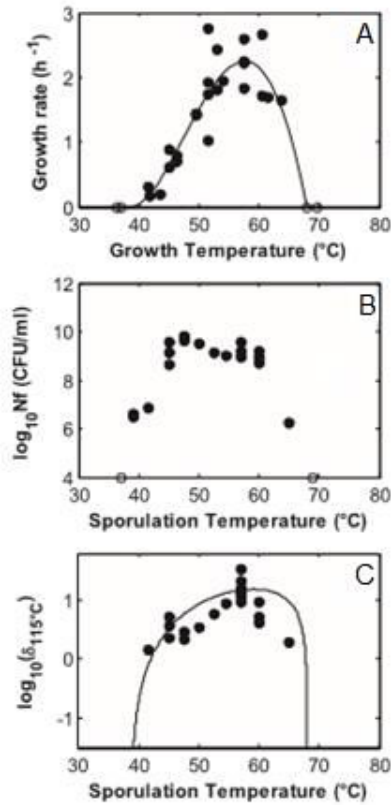 A
Growth rate (h⁻¹)
3
2
1
0
30 40 50 60 70 80
Growth Temperature (°C)
B
log₁₀Nf (CFU/ml)
12
10
8
6
4
30 40 50 60 70 80
Sporulation Temperature (°C)
C
log₁₀(δ₁₁₅°C)
1
0
-1
30 40 50 60 70 80
Sporulation Temperature (°C)